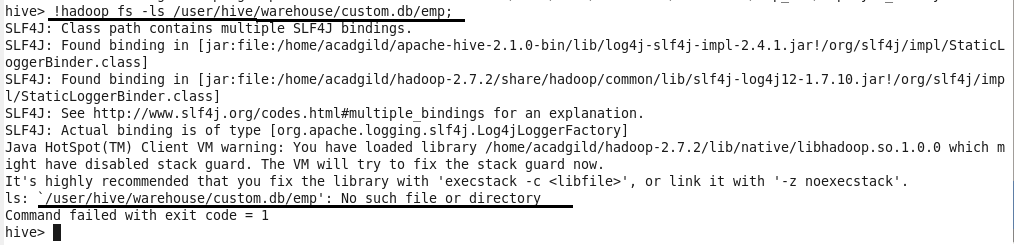 hive> !hadoop fs -ls /user/hive/warehouse/custom.db/emp;
SLF4J: Class path contains multiple SLF4J bindings.
SLF4J: Found binding in [jar:file:/home/acadgild/apache-hive-2.1.0-bin/lib/log4j-slf4j-impl-2.4.1.jar!/org/slf4j/impl/StaticL
oggerBinder.class]
SLF4J: Found binding in [jar:file:/home/acadgild/hadoop-2.7.2/share/hadoop/common/lib/slf4j-log4j12-1.7.10.jar!/org/slf4j/imp
l/StaticLoggerBinder.class]
SLF4J: See http://www.slf4j.org/codes.html#multiple_bindings for an explanation.
SLF4J: Actual binding is of type [org.apache.logging.slf4j.Log4jLoggerFactory]
Java HotSpot(TM) Client VM warning: You have loaded library /home/acadgild/hadoop-2.7.2/lib/native/libhadoop.so.1.0.0 which m
ight have disabled stack guard. The VM will try to fix the stack guard now.
It's highly recommended that you fix the library with 'execstack -c <libfile>', or link it with '-z noexecstack'.
ls: `/user/hive/warehouse/custom.db/emp': No such file or directory
Command failed with exit code = 1
hive>